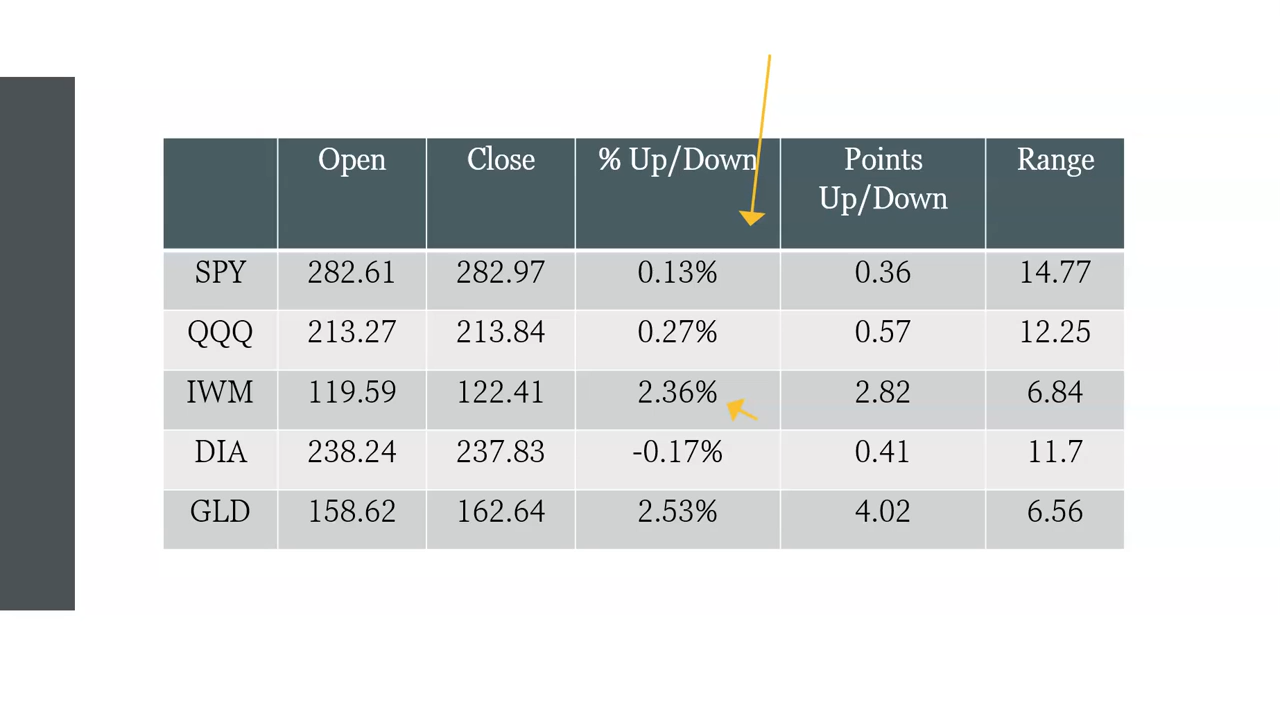 Open Close % Up/Down Points Up/Down Range
SPY 282.61 282.97 0.13% 0.36 14.77
QQQ 213.27 213.84 0.27% 0.57 12.25
IWM 119.59 122.41 2.36% 2.82 6.84
DIA 238.24 237.83 -0.17% 0.41 11.7
GLD 158.62 162.64 2.53% 4.02 6.56